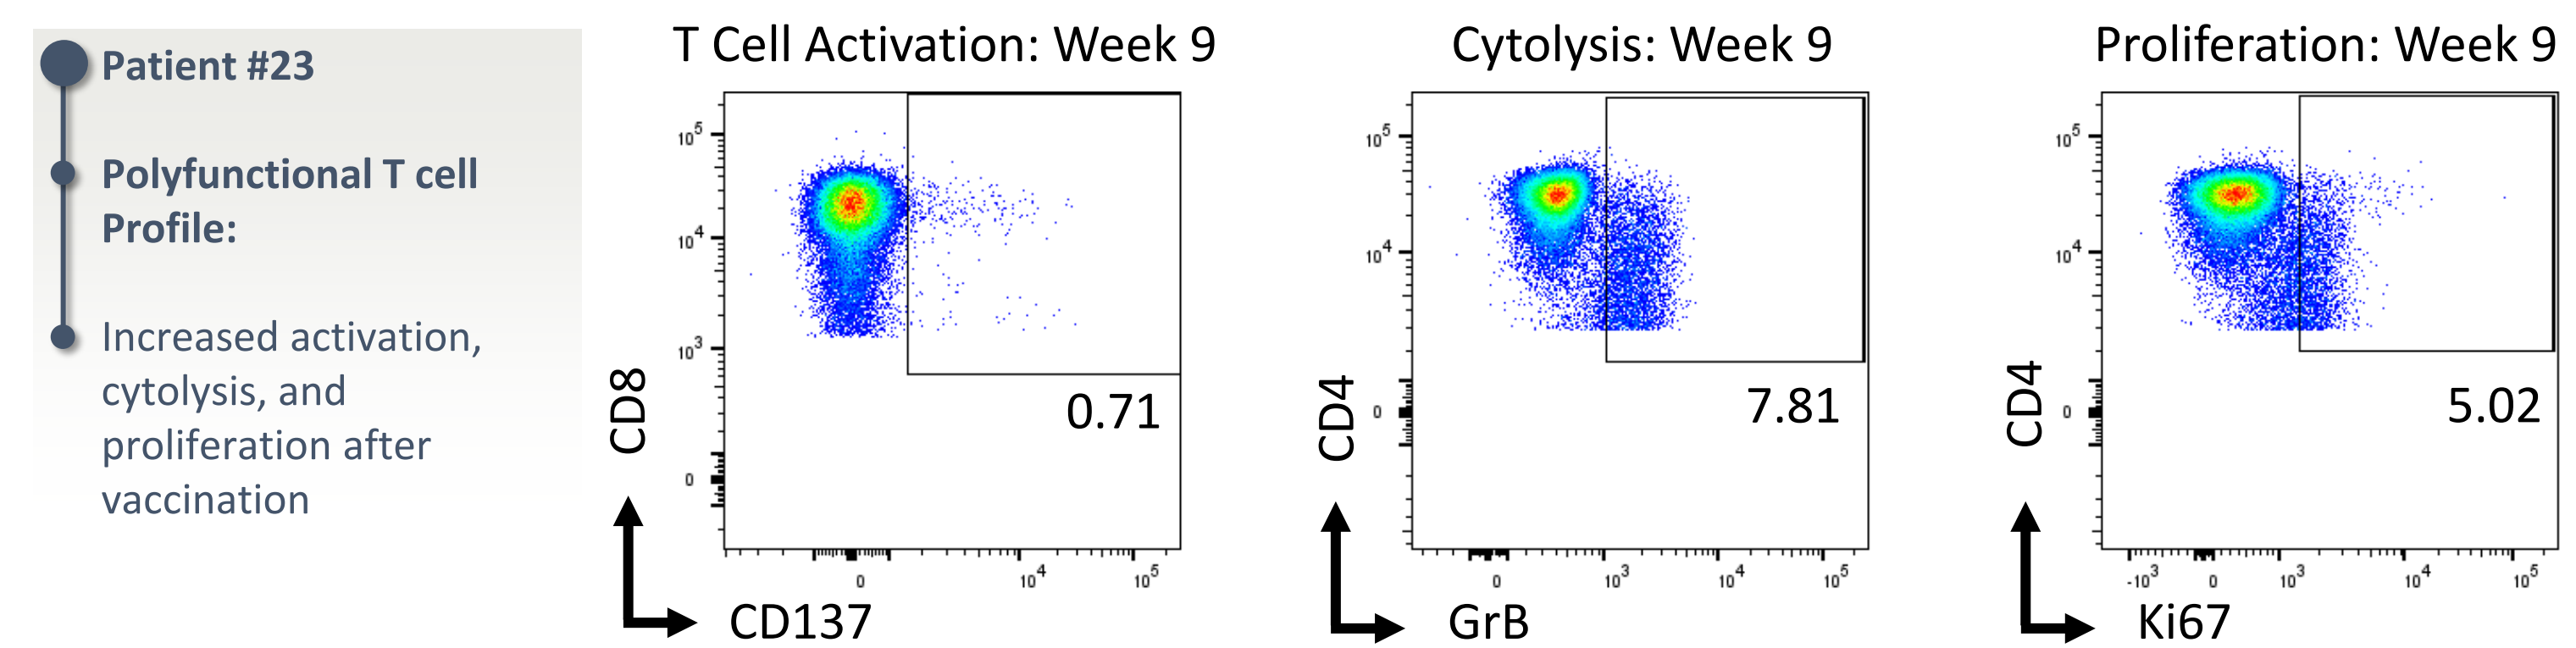 Patient #23
Polyfunctional T cell
Profile:
Increased activation,
cytolysis, and
proliferation after
vaccination
T Cell Activation: Week 9
10^5
10^4
10^3
0
CD8
0.71
0
10^4
10^5
CD137
Cytolysis: Week 9
10^5
10^4
0
CD4
7.81
0
10^3
10^4
10^5
GrB
Proliferation: Week 9
10^5
10^4
0
CD4
5.02
-10^3
0
10^3
10^4
10^5
Ki67